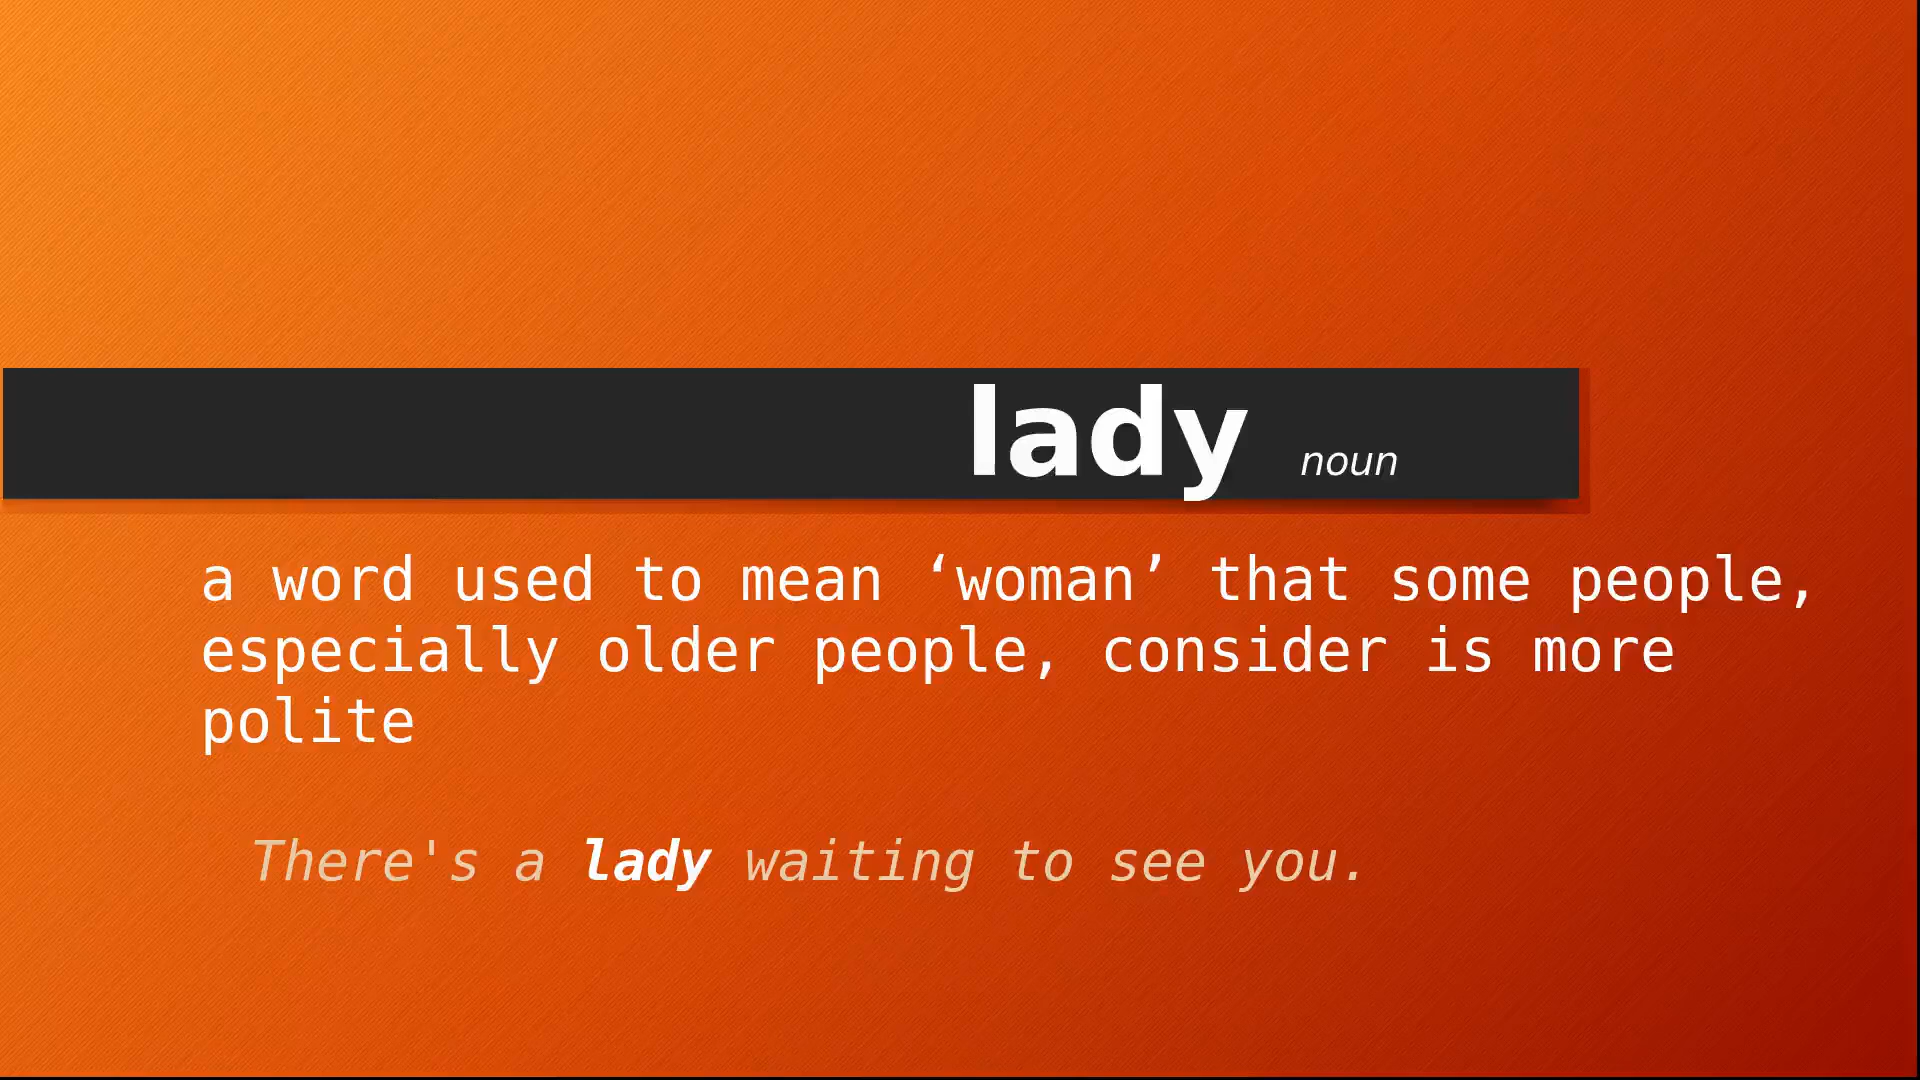 lady noun
a word used to mean ‘woman’ that some people,
especially older people, consider is more
polite
There's a lady waiting to see you.